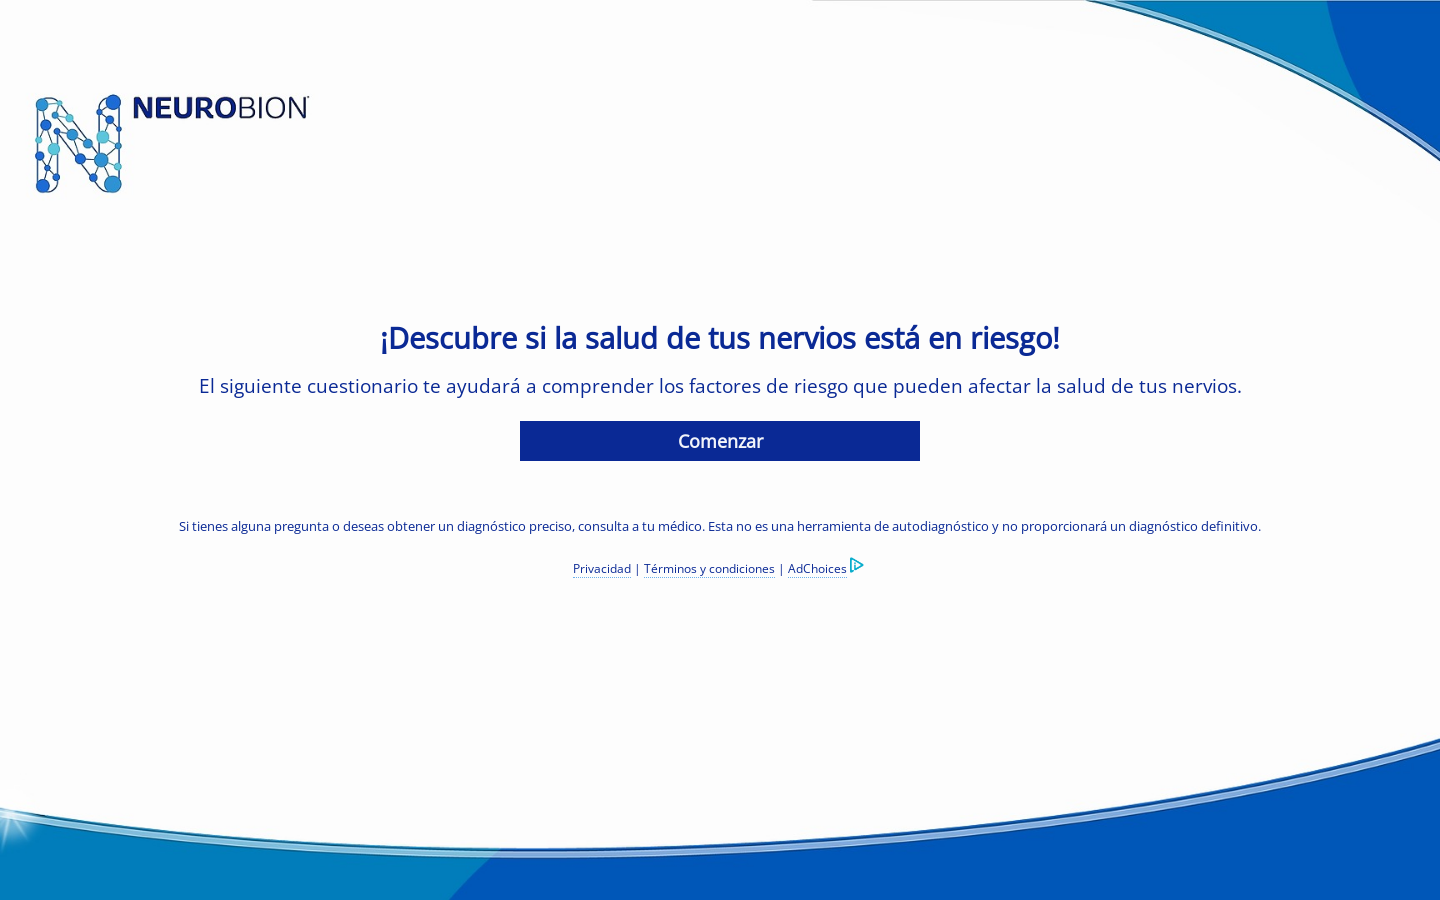 NEUROBION
¡Descubre si la salud de tus nervios está en riesgo!
El siguiente cuestionario te ayudará a comprender los factores de riesgo que pueden afectar la salud de tus nervios.
Comenzar
Si tienes alguna pregunta o deseas obtener un diagnóstico preciso, consulta a tu médico. Esta no es una herramienta de autodiagnóstico y no proporcionará un diagnóstico definitivo.
Privacidad | Términos y condiciones | AdChoices